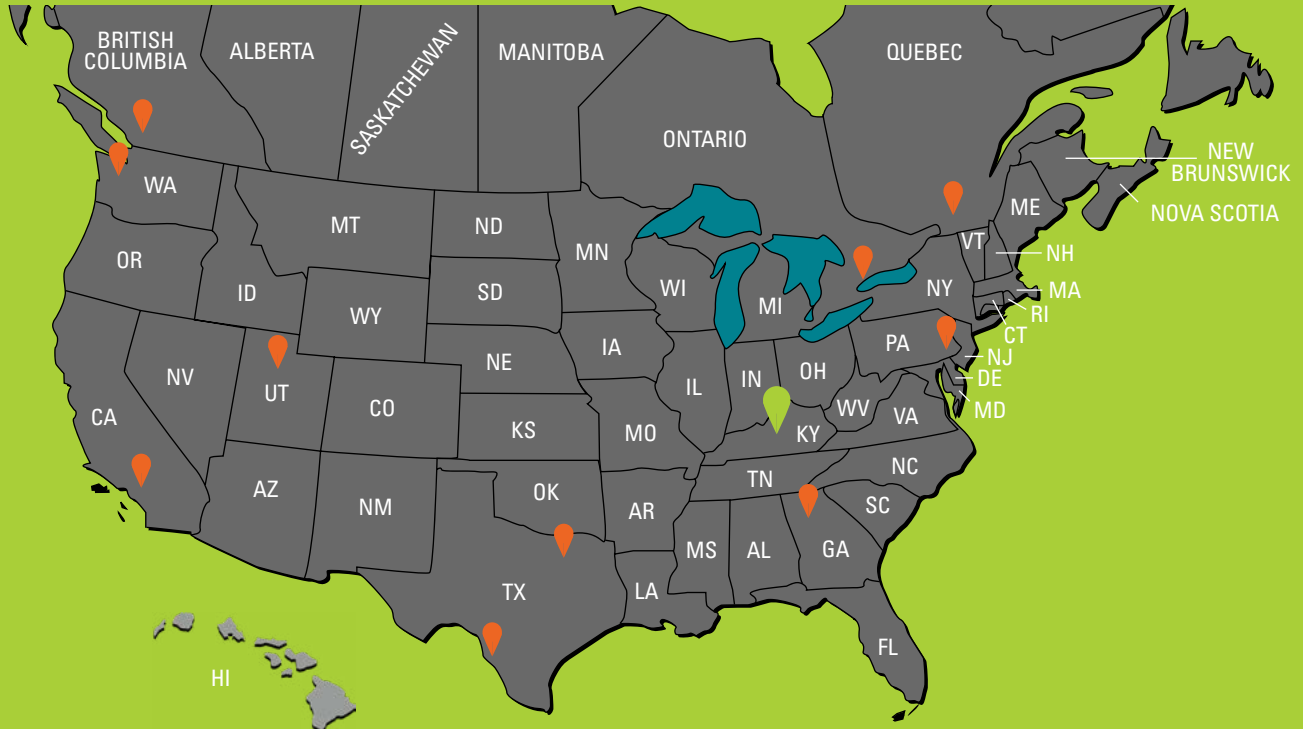 BRITISH
COLUMBIA
ALBERTA
SASKATCHEWAN
MANITOBA
ONTARIO
QUEBEC
NEW
BRUNSWICK
NOVA SCOTIA
WA
MT
ND
MN
ME
VT
NH
OR
ID
SD
WI
MI
NY
MA
RI
CT
WY
NE
IA
PA
NJ
DE
MD
NV
UT
CO
IL
IN
OH
WV
VA
CA
KS
MO
KY
NC
AZ
NM
OK
AR
TN
SC
MS
AL
GA
TX
LA
FL
HI